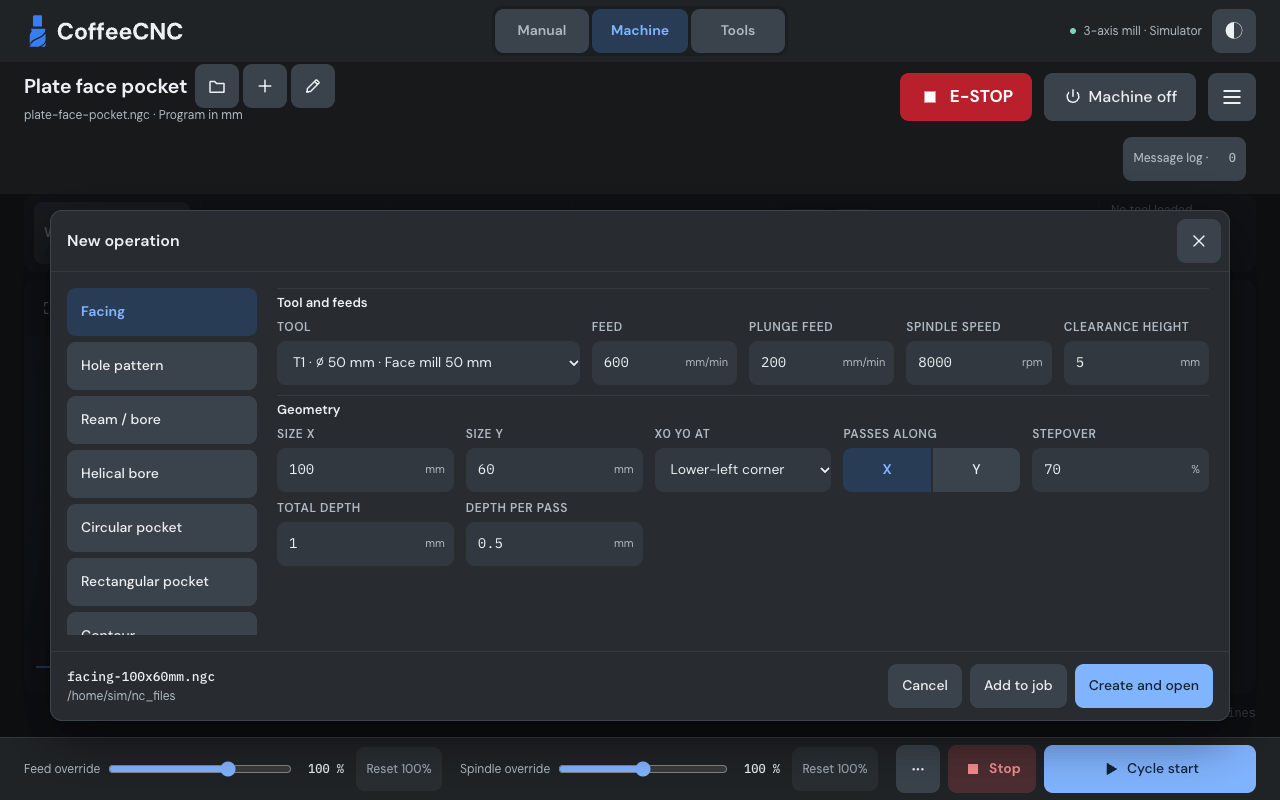 CoffeeCNC
Manual
Machine
Tools
3-axis mill · Simulator
Plate face pocket
plate-face-pocket.ngc · Program in mm
E-STOP
Machine off
Message log · 0
No tool loaded
New operation
Facing
Hole pattern
Ream / bore
Helical bore
Circular pocket
Rectangular pocket
Contour
Tool and feeds
TOOL FEED PLUNGE FEED SPINDLE SPEED CLEARANCE HEIGHT
T1 · ⌀ 50 mm · Face mill 50 mm 600 mm/min 200 mm/min 8000 rpm 5 mm
Geometry
SIZE X SIZE Y X0 Y0 AT PASSES ALONG STEPOVER
100 mm 60 mm Lower-left corner X Y 70 %
TOTAL DEPTH DEPTH PER PASS
1 mm 0.5 mm
facing-100x60mm.ngc
/home/sim/nc_files
Cancel
Add to job
Create and open
Feed override 100 % Reset 100% Spindle override 100 % Reset 100% ··· Stop Cycle start